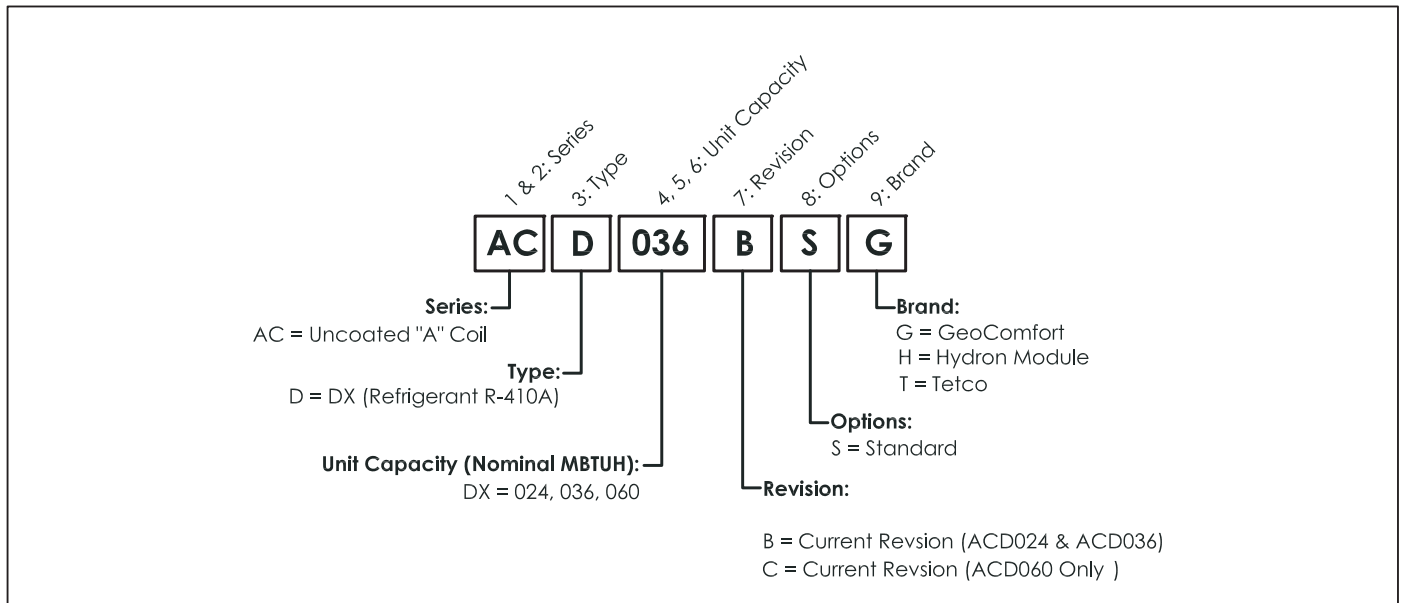 1 & 2: Series
3: Type
4, 5, 6: Unit Capacity
7: Revision
8: Options
9: Brand
AC D 036 B S G
Series:
AC = Uncoated "A" Coil
Type:
D = DX (Refrigerant R-410A)
Unit Capacity (Nominal MBTUH):
DX = 024, 036, 060
Brand:
G = GeoComfort
H = Hydron Module
T = Tetco
Options:
S = Standard
Revision:
B = Current Revsion (ACD024 & ACD036)
C = Current Revsion (ACD060 Only )